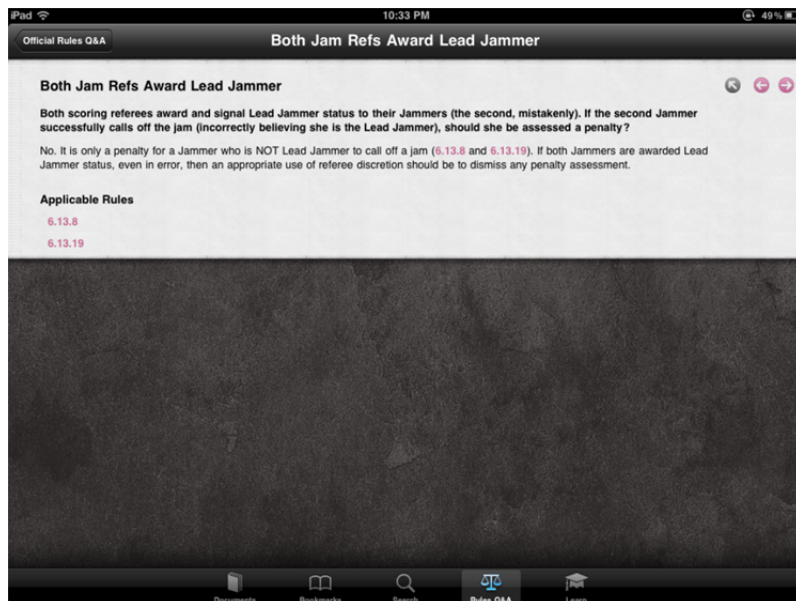 iPad
10:33 PM
49%
Official Rules Q&A
Both Jam Refs Award Lead Jammer
Both Jam Refs Award Lead Jammer
Both scoring referees award and signal Lead Jammer status to their Jammers (the second, mistakenly). If the second Jammer
successfully calls off the jam (incorrectly believing she is the Lead Jammer), should she be assessed a penalty?
No. It is only a penalty for a Jammer who is NOT Lead Jammer to call off a jam (6.13.8 and 6.13.19). If both Jammers are awarded Lead
Jammer status, even in error, then an appropriate use of referee discretion should be to dismiss any penalty assessment.
Applicable Rules
6.13.8
6.13.19
Documents
Bookmarks
Search
Rules Q&A
Learn